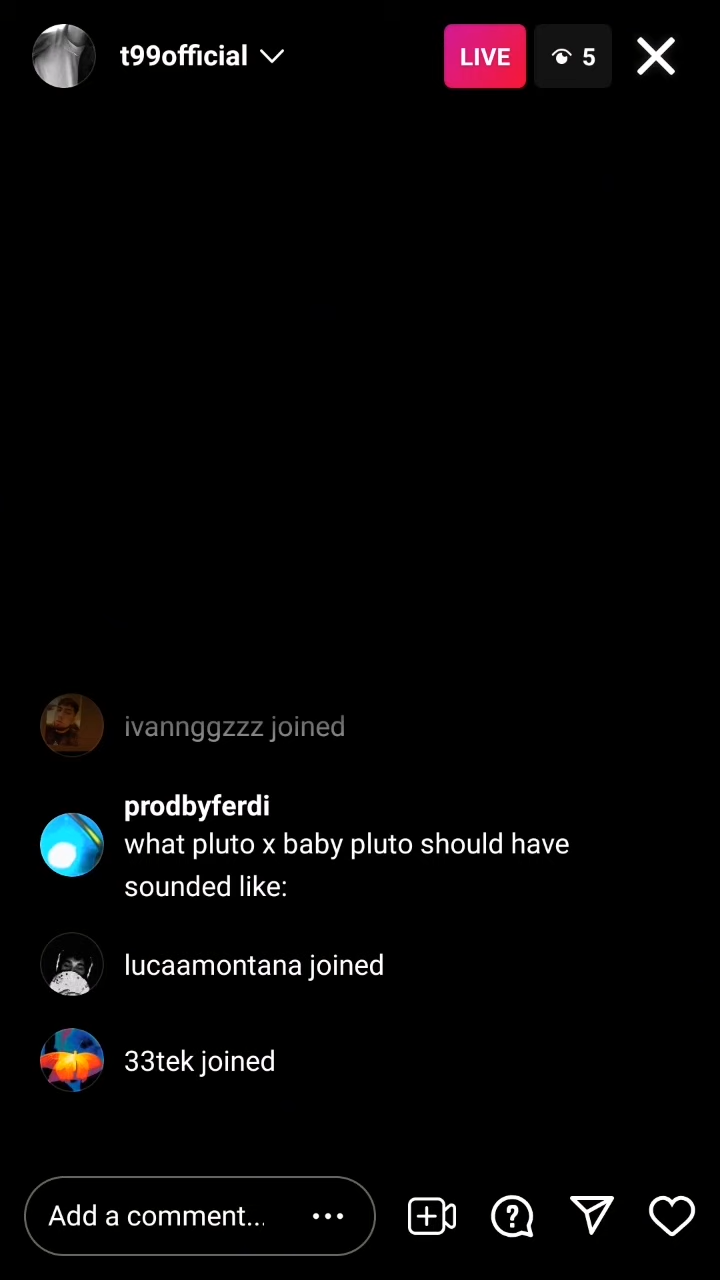 t99official
LIVE
5
ivannggzzz joined
prodbyferdi
what pluto x baby pluto should have
sounded like:
lucaamontana joined
33tek joined
Add a comment...